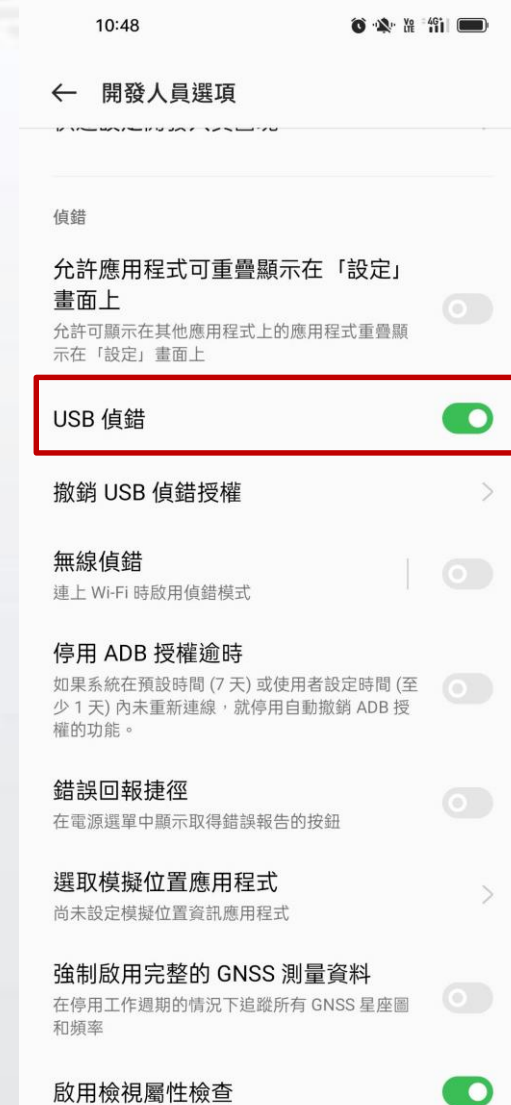 10:48
Vo
LTE
4G
開發人員選項
偵錯
允許應用程式可重疊顯示在「設定」
畫面上
允許可顯示在其他應用程式上的應用程式重疊顯
示在「設定」畫面上
USB 偵錯
撤銷 USB 偵錯授權
無線偵錯
連上 Wi-Fi 時啟用偵錯模式
停用 ADB 授權逾時
如果系統在預設時間 (7 天) 或使用者設定時間 (至
少 1 天) 內未重新連線，就停用自動撤銷 ADB 授
權的功能。
錯誤回報捷徑
在電源選單中顯示取得錯誤報告的按鈕
選取模擬位置應用程式
尚未設定模擬位置資訊應用程式
強制啟用完整的 GNSS 測量資料
在停用工作週期的情況下追蹤所有 GNSS 星座圖
和頻率
啟用檢視屬性檢查